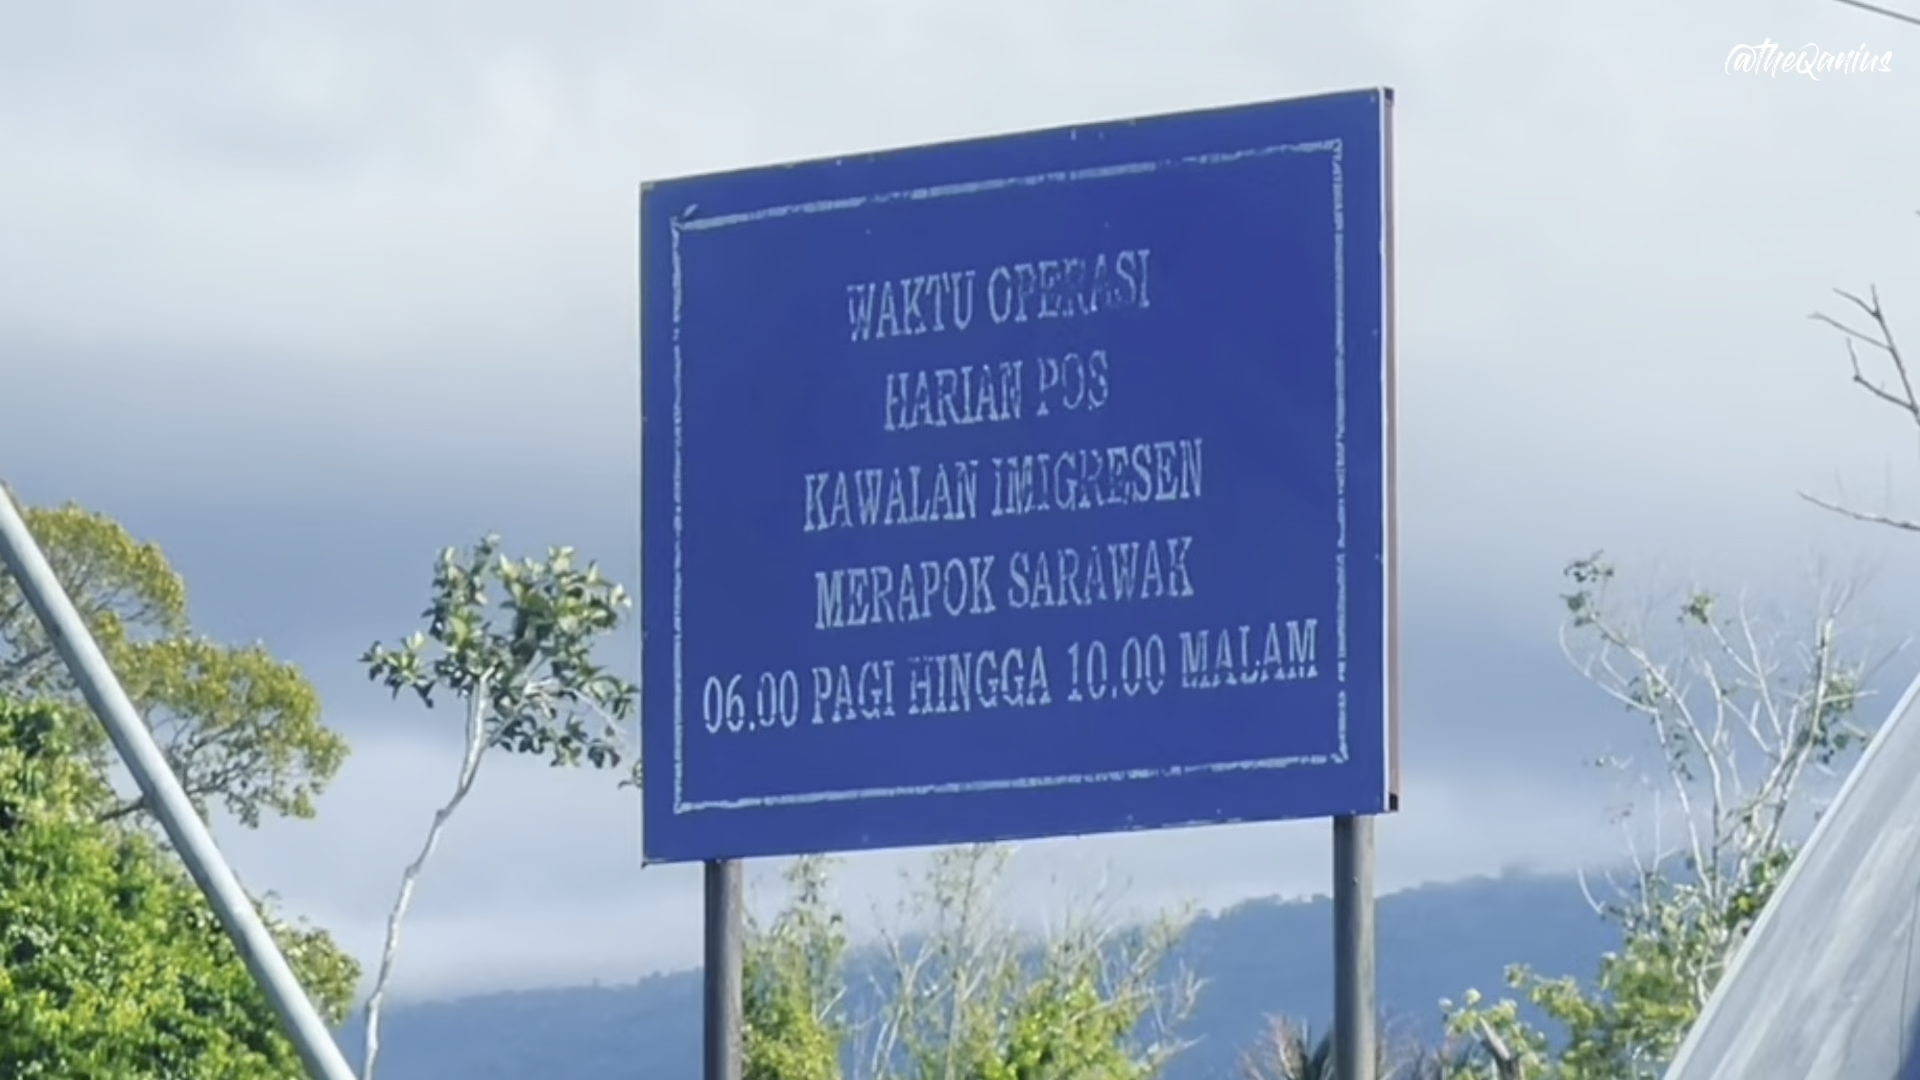 @theQanius
WAKTU OPERASI
HARIAN POS
KAWALAN IMIGRESEN
MERAPOK SARAWAK
06.00 PAGI HINGGA 10.00 MALAM